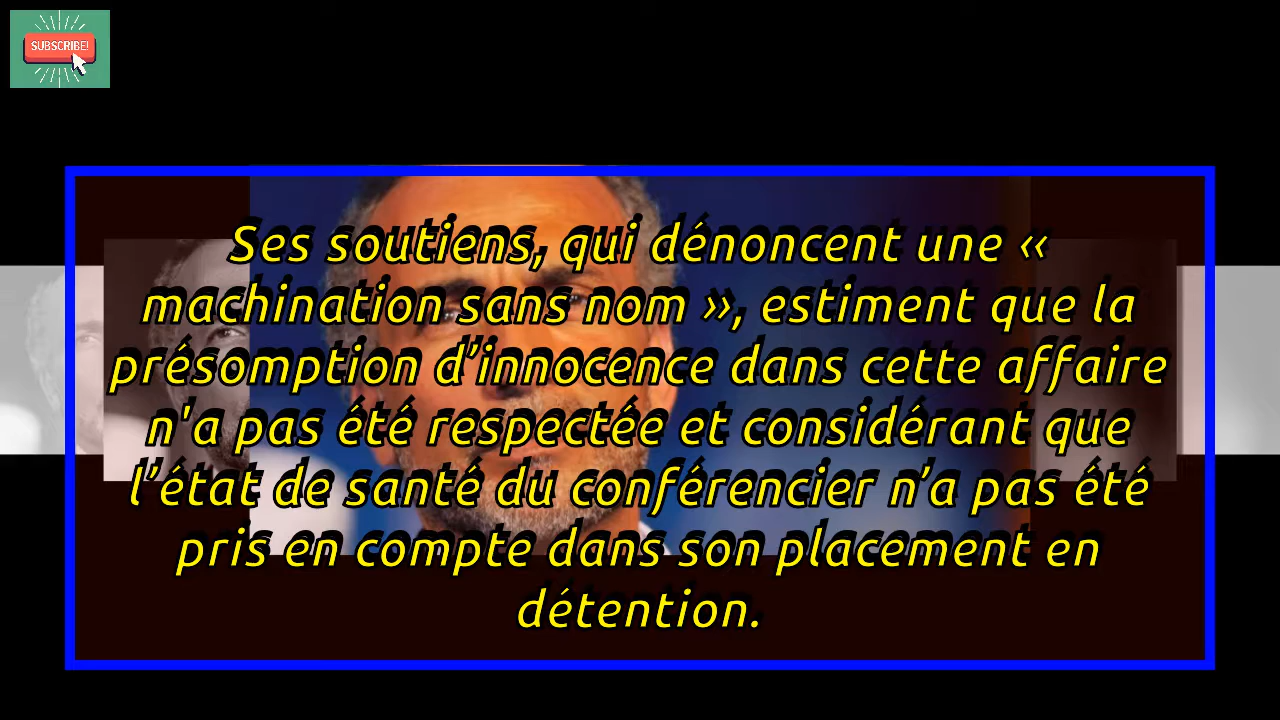 SUBSCRIBE!
Ses soutiens, qui dénoncent une «
machination sans nom », estiment que la
présomption d’innocence dans cette affaire
n'a pas été respectée et considérant que
l’état de santé du conférencier n’a pas été
pris en compte dans son placement en
détention.